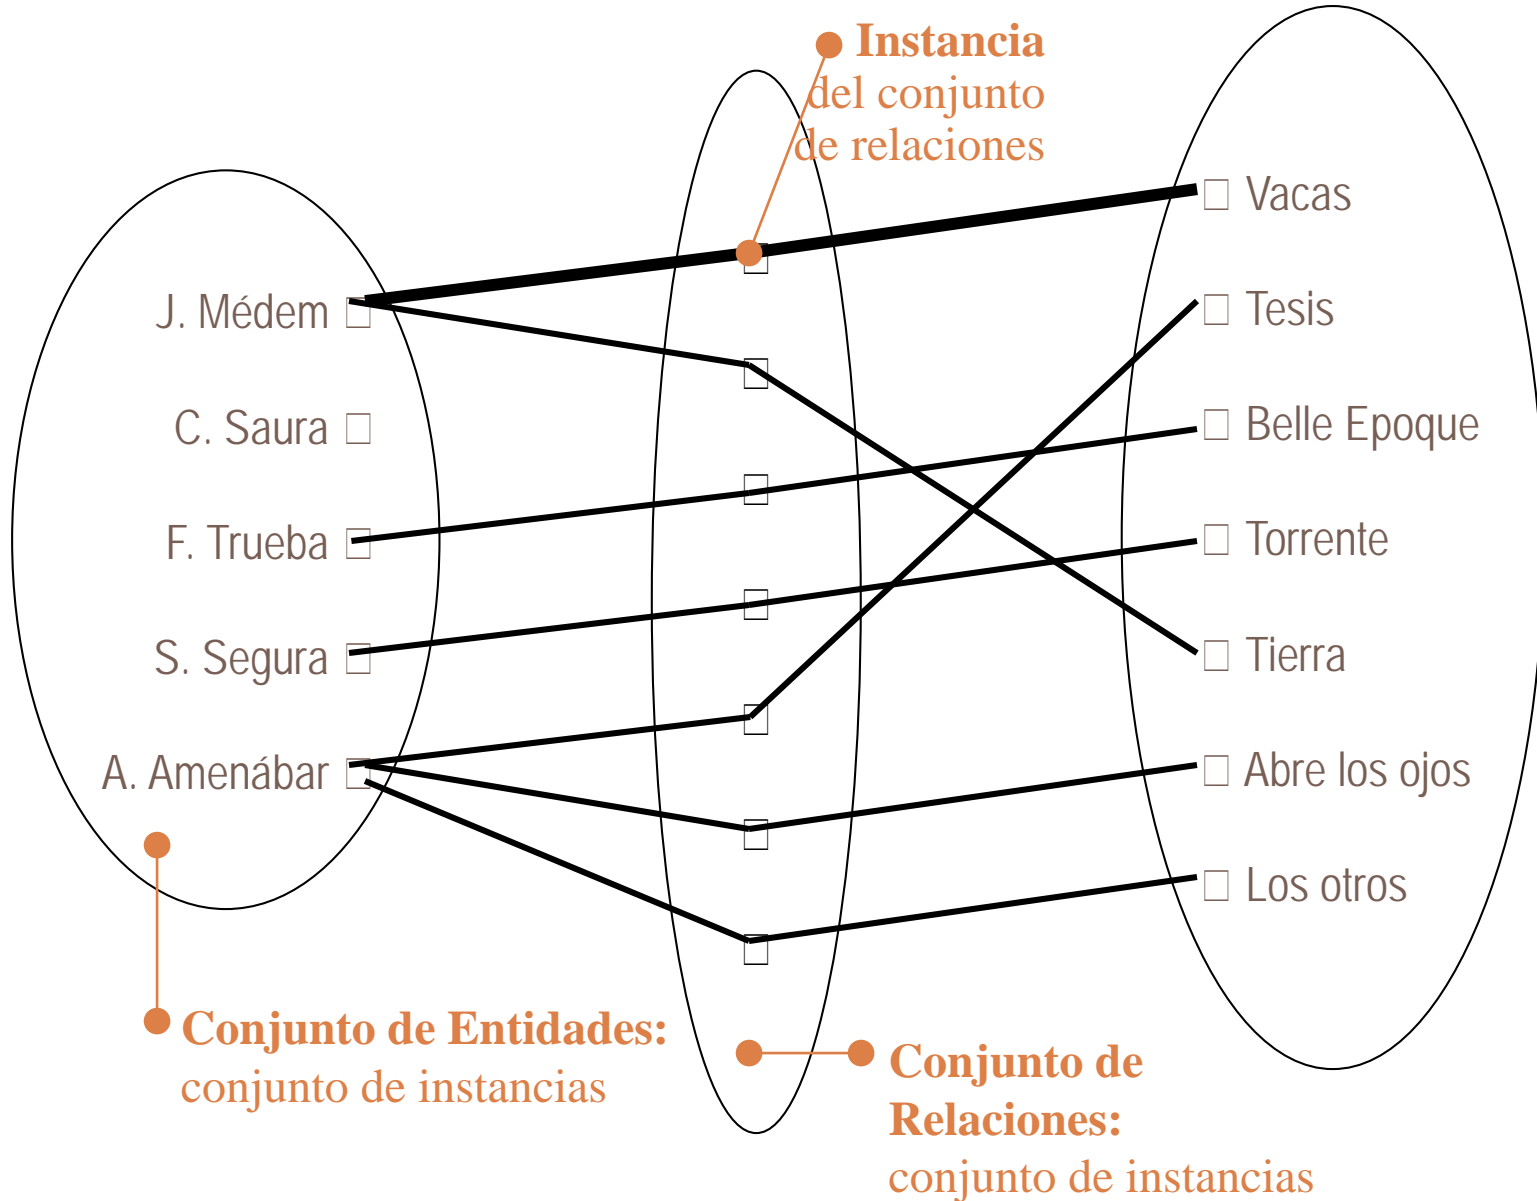 Instancia
del conjunto
de relaciones
J. Médem
C. Saura
F. Trueba
S. Segura
A. Amenábar
Vacas
Tesis
Belle Epoque
Torrente
Tierra
Abre los ojos
Los otros
Conjunto de Entidades:
conjunto de instancias
Conjunto de
Relaciones:
conjunto de instancias